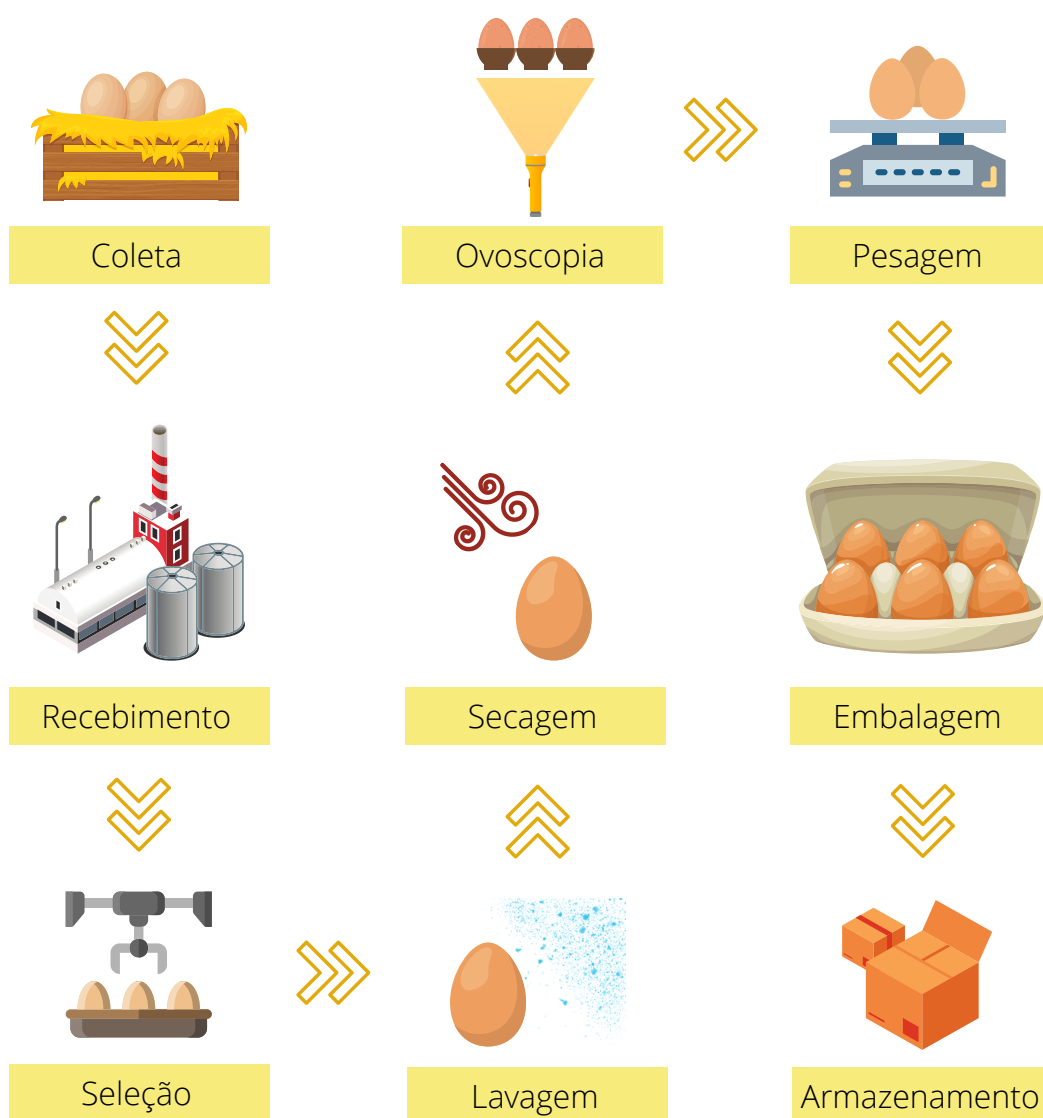 Coleta
Ovoscopia
Pesagem
Recebimento
Secagem
Embalagem
Seleção
Lavagem
Armazenamento